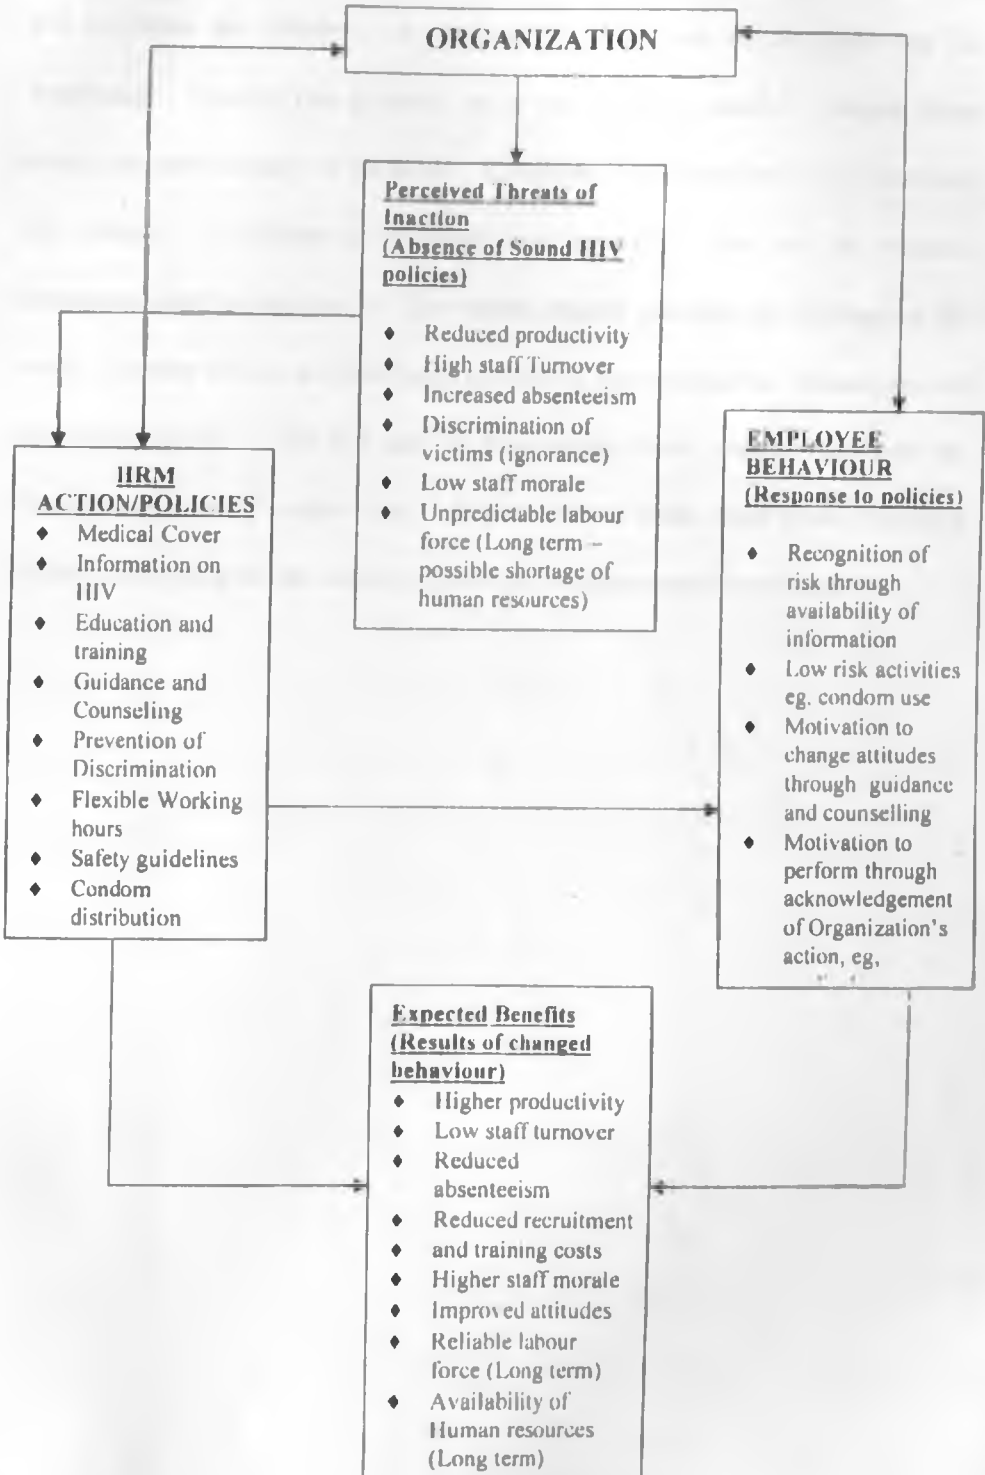 ORGANIZATION
Perceived Threats of
Inaction
(Absence of Sound HIV
policies)
♦ Reduced productivity
♦ High staff Turnover
♦ Increased absenteeism
♦ Discrimination of
victims (ignorance)
♦ Low staff morale
♦ Unpredictable labour
force (Long term –
possible shortage of
human resources)
HRM
ACTION/POLICIES
♦ Medical Cover
♦ Information on
HIV
♦ Education and
training
♦ Guidance and
Counseling
♦ Prevention of
Discrimination
♦ Flexible Working
hours
♦ Safety guidelines
♦ Condom
distribution
EMPLOYEE
BEHAVIOUR
(Response to policies)
♦ Recognition of
risk through
availability of
information
♦ Low risk activities
eg. condom use
♦ Motivation to
change attitudes
through guidance
and counselling
♦ Motivation to
perform through
acknowledgement
of Organization's
action, eg,
Expected Benefits
(Results of changed
behaviour)
♦ Higher productivity
♦ Low staff turnover
♦ Reduced
absenteeism
♦ Reduced recruitment
♦ and training costs
♦ Higher staff morale
♦ Improved attitudes
♦ Reliable labour
force (Long term)
♦ Availability of
Human resources
(Long term)